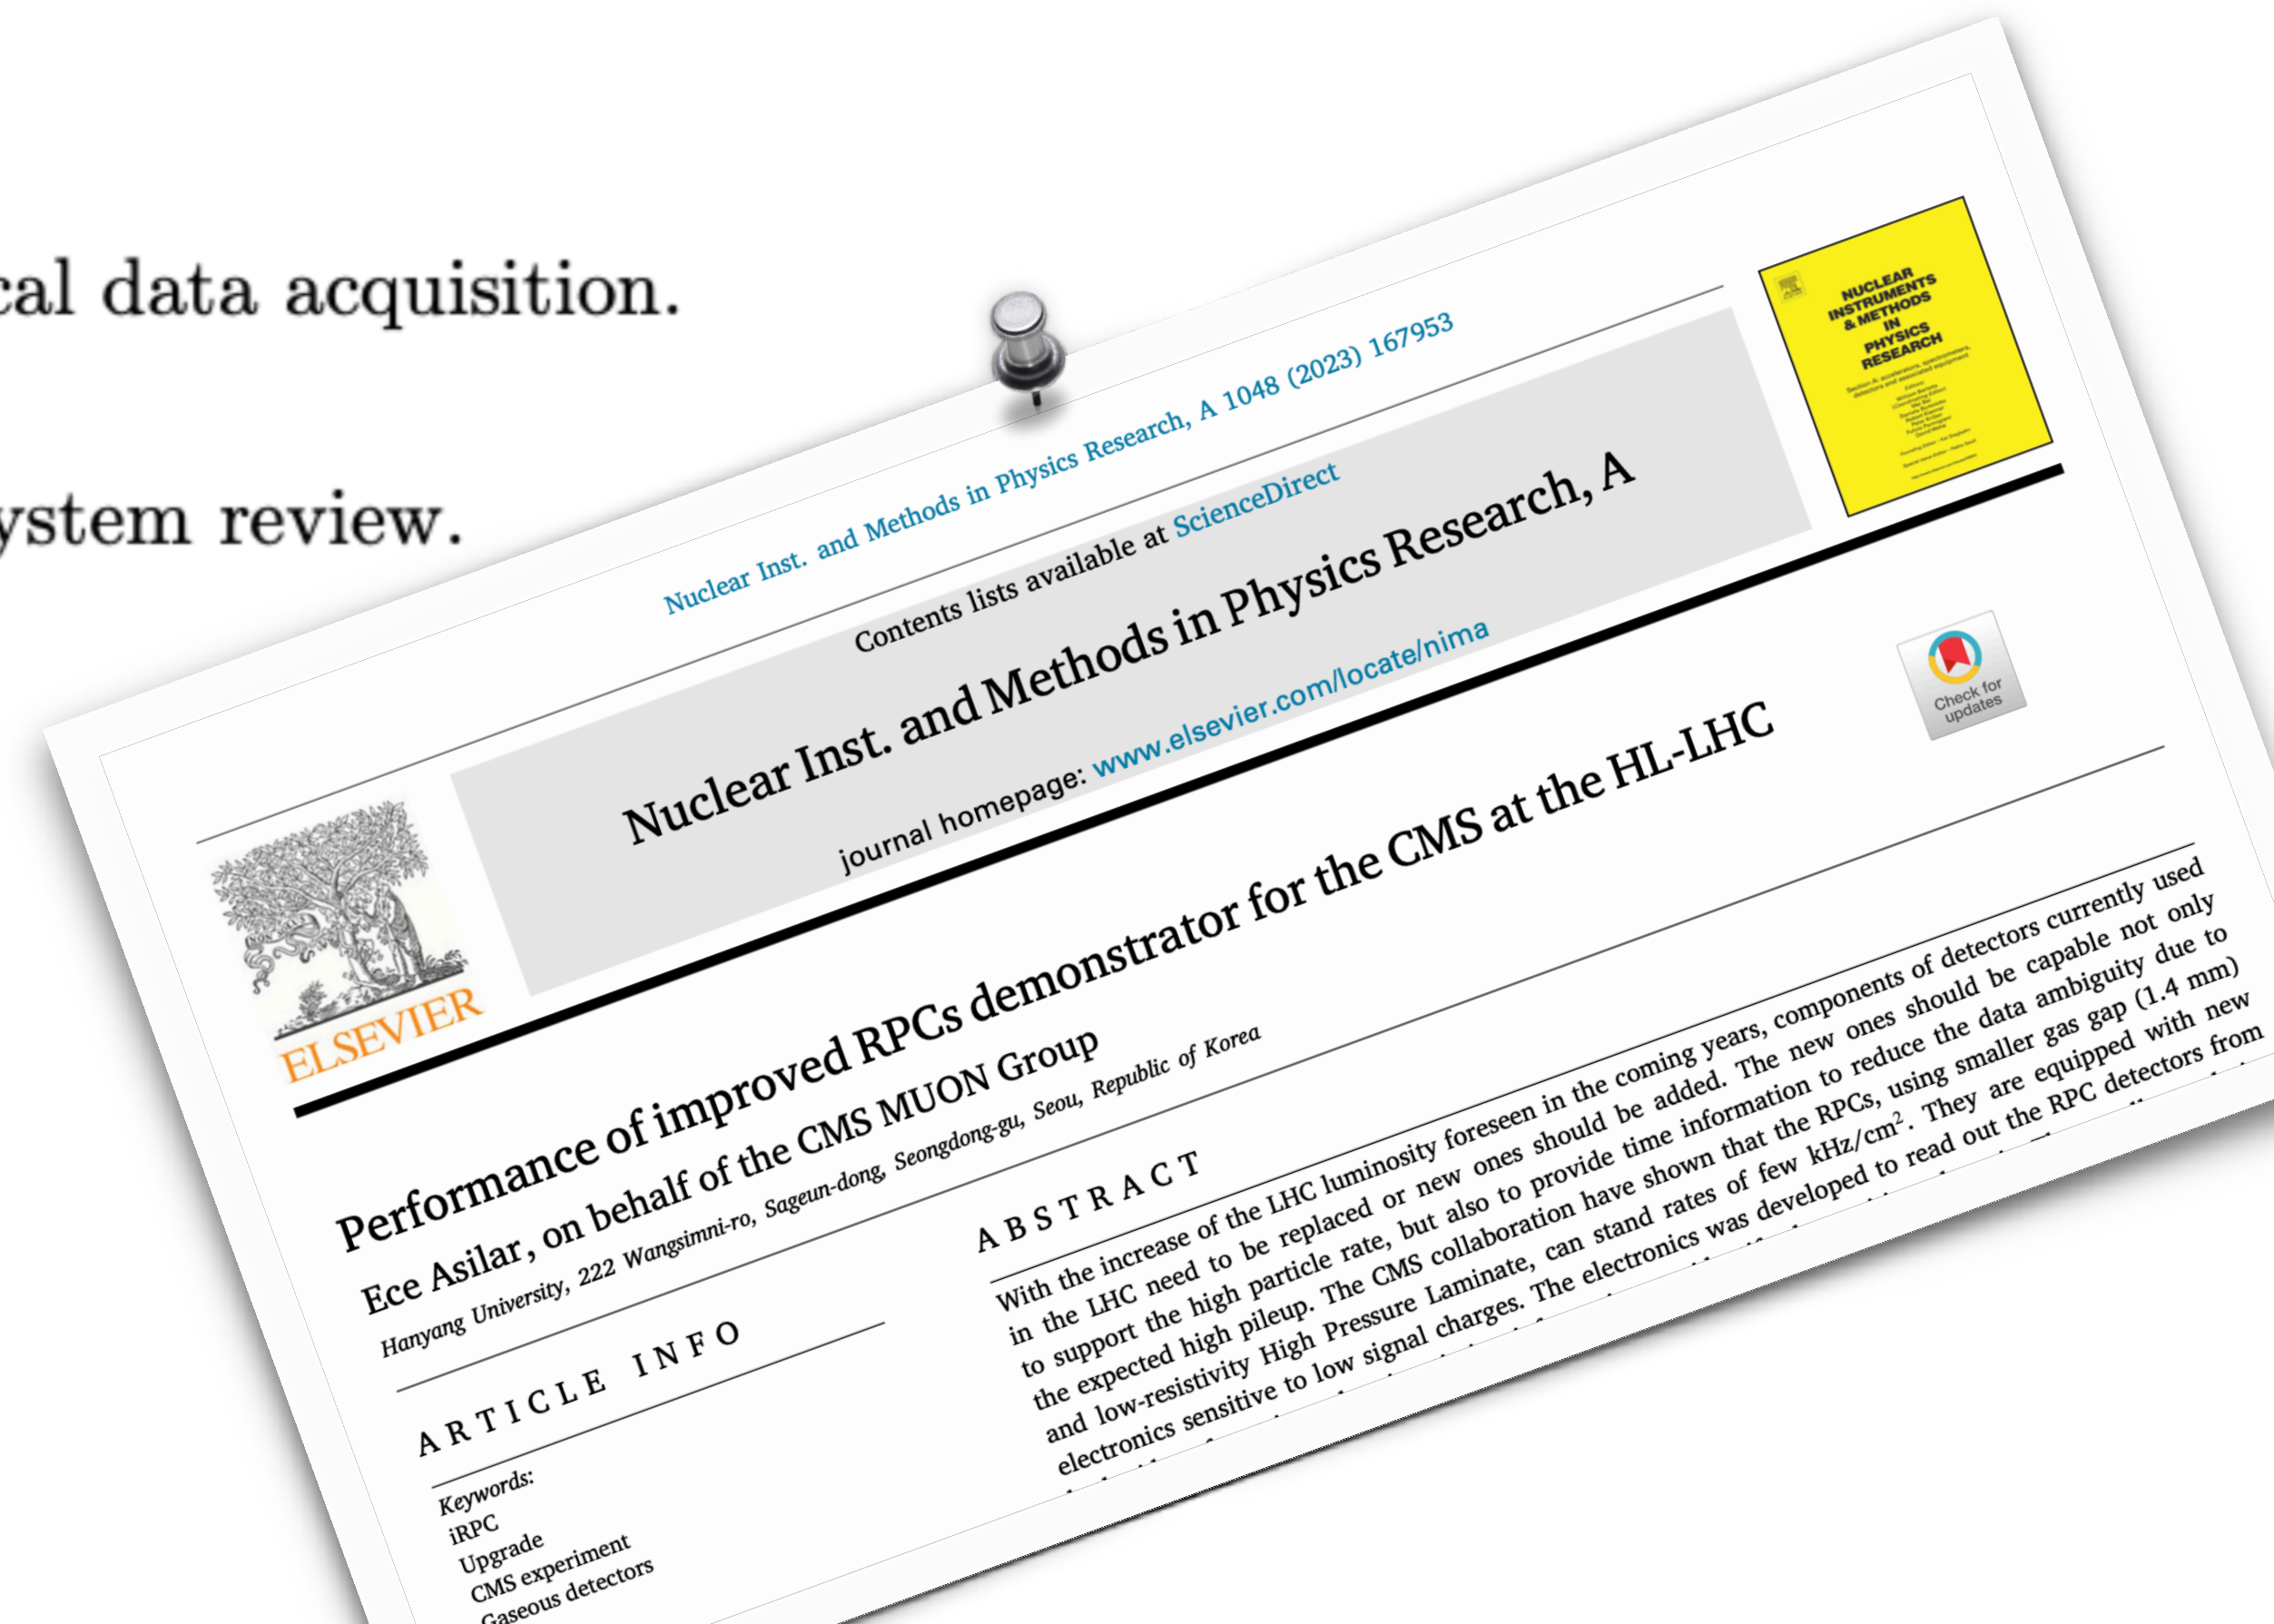 cal data acquisition.
ystem review.
Nuclear Inst. and Methods in Physics Research, A 1048 (2023) 167953
Contents lists available at ScienceDirect
Nuclear Inst. and Methods in Physics Research, A
journal homepage: www.elsevier.com/locate/nima
NUCLEAR
INSTRUMENTS
& METHODS
IN
PHYSICS
RESEARCH
Section A: accelerators, spectrometers,
detectors and associated equipment
ELSEVIER
Check for
updates
Performance of improved RPCs demonstrator for the CMS at the HL-LHC
Ece Asilar, on behalf of the CMS MUON Group
Hanyang University, 222 Wangsimni-ro, Sageun-dong, Seongdong-gu, Seou, Republic of Korea
ARTICLE INFO
Keywords:
iRPC
Upgrade
CMS experiment
Gaseous detectors
ABSTRACT
With the increase of the LHC luminosity foreseen in the coming years, components of detectors currently used
in the LHC need to be replaced or new ones should be added. The new ones should be capable not only
to support the high particle rate, but also to provide time information to reduce the data ambiguity due to
the expected high pileup. The CMS collaboration have shown that the RPCs, using smaller gas gap (1.4 mm)
and low-resistivity High Pressure Laminate, can stand rates of few kHz/cm². They are equipped with new
electronics sensitive to low signal charges. The electronics was developed to read out the RPC detectors from